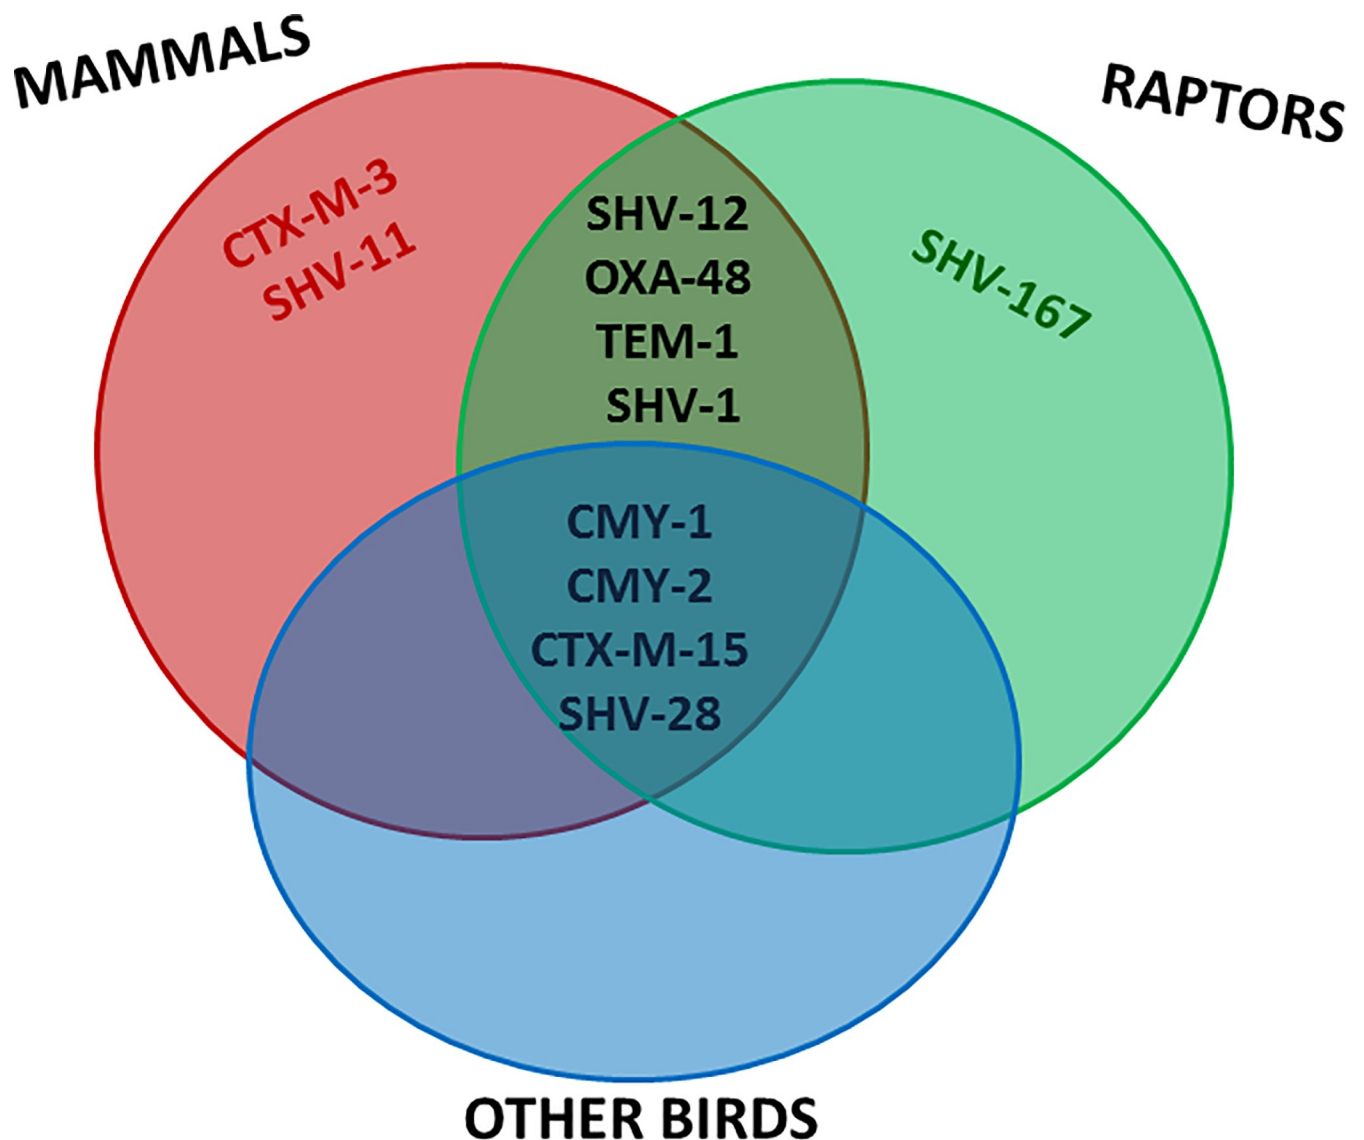 MAMMALS
RAPTORS
CTX-M-3
SHV-11
SHV-12
OXA-48
TEM-1
SHV-1
SHV-167
CMY-1
CMY-2
CTX-M-15
SHV-28
OTHER BIRDS